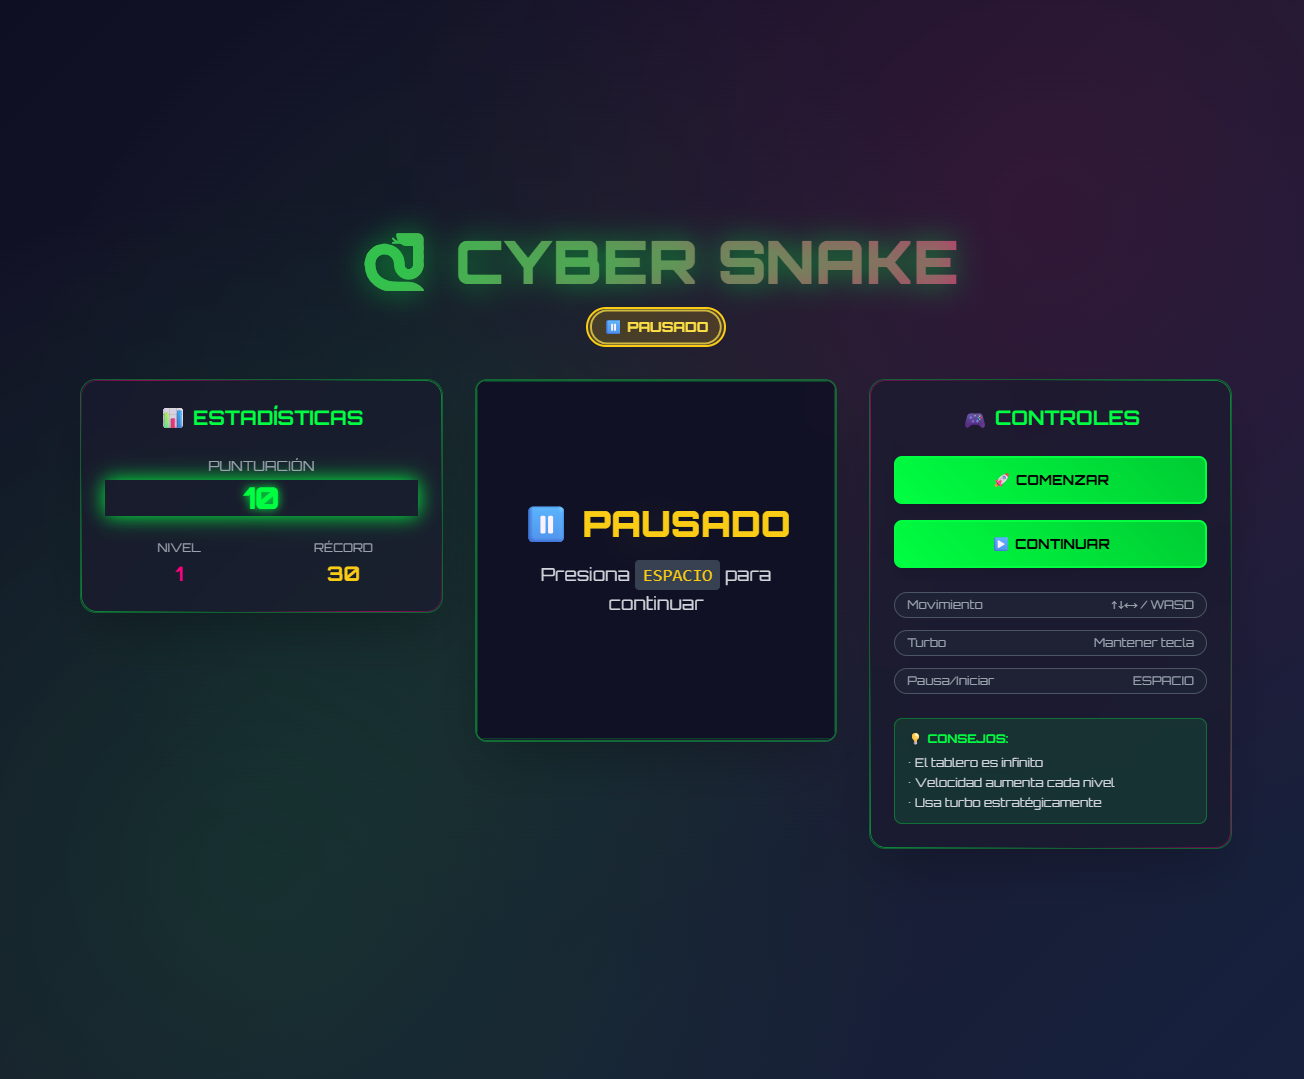 CYBER SNAKE
PAUSADO
ESTADÍSTICAS
PUNTUACIÓN
10
NIVEL
RÉCORD
1
30
PAUSADO
Presiona ESPACIO para
continuar
CONTROLES
COMENZAR
CONTINUAR
Movimiento
↑↓↔ / WASD
Turbo
Mantener tecla
Pausa/Iniciar
ESPACIO
CONSEJOS:
· El tablero es infinito
· Velocidad aumenta cada nivel
· Usa turbo estratégicamente